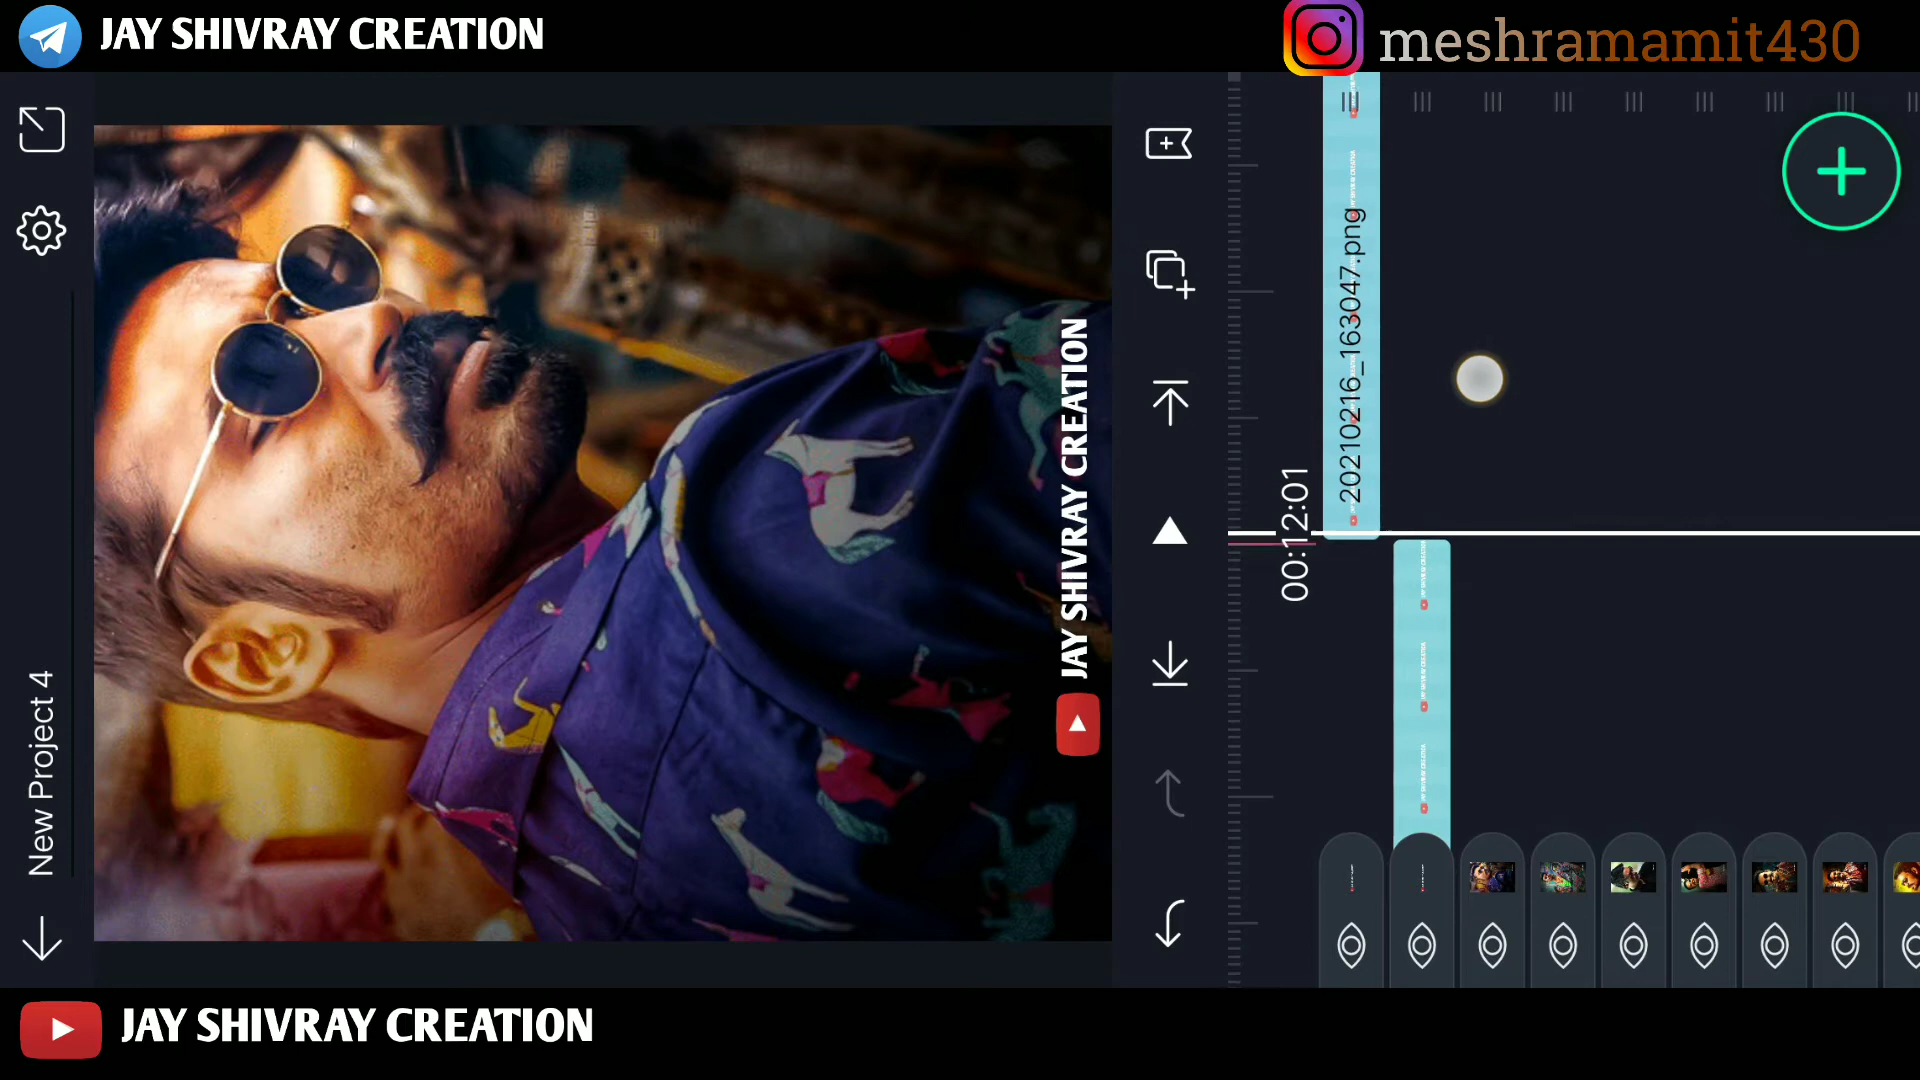 JAY SHIVRAY CREATION
meshramamit430
New Project 4
JAY SHIVRAY CREATION
00:12:01
20210216_163047.png
JAY SHIVRAY CREATION